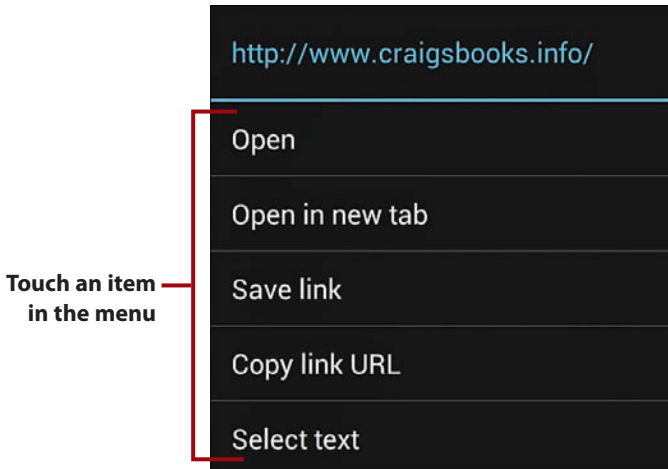 http://www.craigsbooks.info/
Open
Open in new tab
Touch an item
in the menu
Save link
Copy link URL
Select text